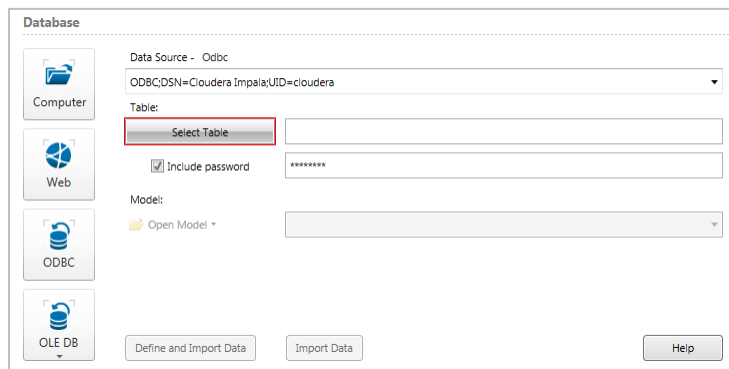 Database
Computer
Web
ODBC
OLE DB
Data Source - Odbc
ODBC;DSN=Cloudera Impala;UID=cloudera
Table:
Select Table
Include password
********
Model:
Open Model
Define and Import Data
Import Data
Help